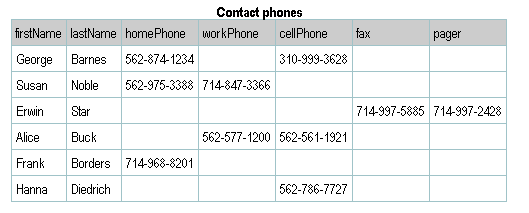 Contact phones
firstName lastName homePhone workPhone cellPhone fax pager
George Barnes 562-874-1234 310-999-3628
Susan Noble 562-975-3388 714-847-3366
Erwin Star 714-997-5885 714-997-2428
Alice Buck 562-577-1200 562-561-1921
Frank Borders 714-968-8201
Hanna Diedrich 562-786-7727